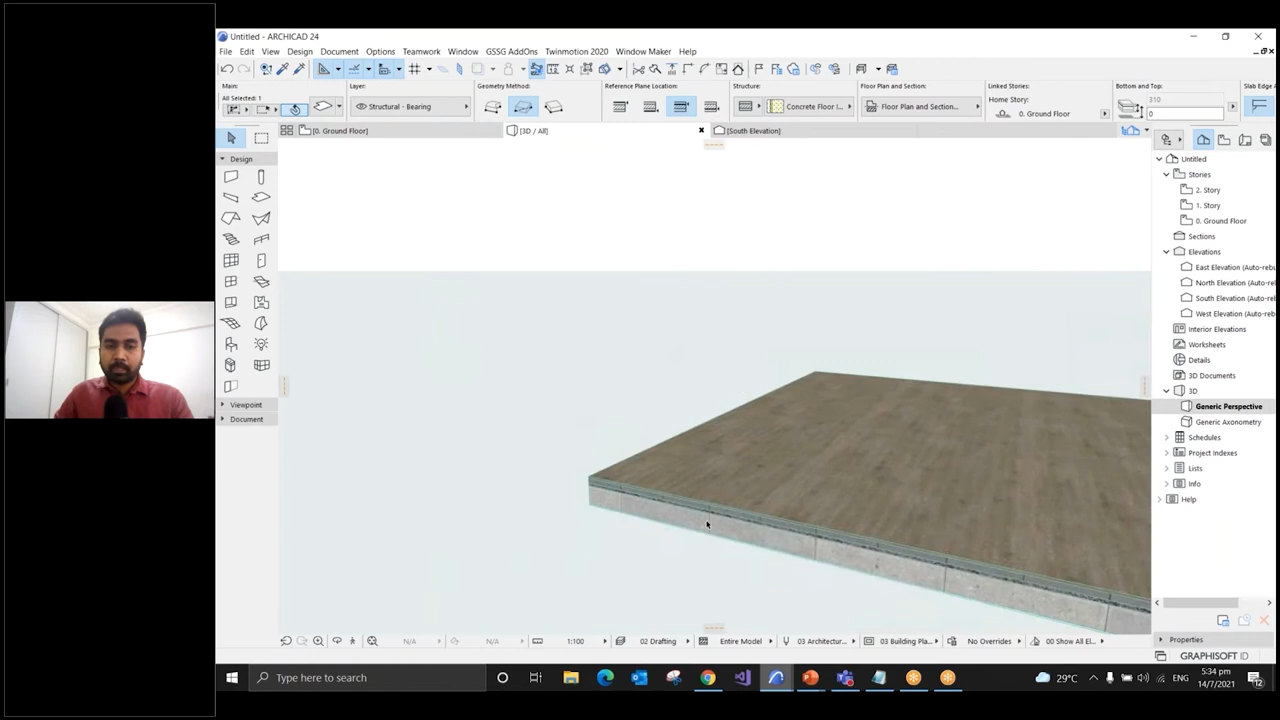 Untitled - ARCHICAD 24
File Edit View Design Document Options Teamwork Window GSSG AddOns Twinmotion 2020 Window Maker Help
Main: Layer: Geometry Method: Reference Plane Location: Structure: Floor Plan and Section: Linked Stories: Bottom and Top: Slab Edge A
All Selected: 1
Home Story: 310
Structural - Bearing Concrete Floor I... Floor Plan and Section... 0. Ground Floor 0
[0. Ground Floor] [3D / All] [South Elevation]
Design
Untitled
Stories
2. Story
1. Story
0. Ground Floor
Sections
Elevations
East Elevation (Auto-rebu
North Elevation (Auto-re
South Elevation (Auto-re
West Elevation (Auto-reb
Interior Elevations
Worksheets
Details
3D Documents
3D
Generic Perspective
Generic Axonometry
Schedules
Project Indexes
Lists
Info
Help
Viewpoint
Document
N/A N/A 1:100 02 Drafting Entire Model 03 Architectur... 03 Building Pla... No Overrides 00 Show All El...
Properties
GRAPHISOFT ID
Type here to search
29°C ENG 5:34 pm
14/7/2021 12